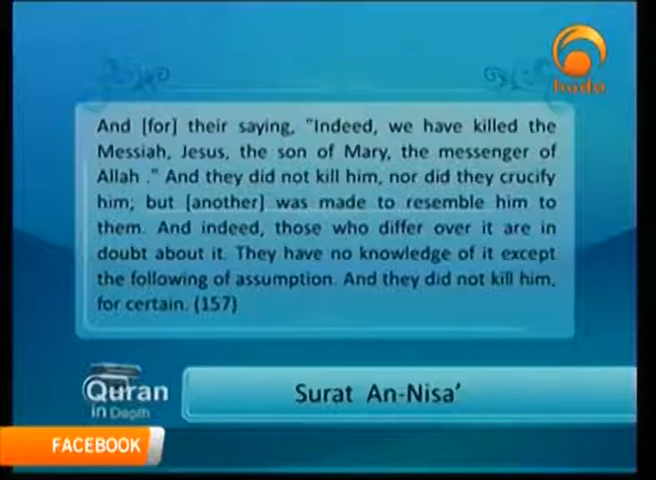 huda
And [for] their saying, "Indeed, we have killed the
Messiah, Jesus, the son of Mary, the messenger of
Allah ." And they did not kill him, nor did they crucify
him; but [another] was made to resemble him to
them. And indeed, those who differ over it are in
doubt about it. They have no knowledge of it except
the following of assumption. And they did not kill him,
for certain. (157)
Quran
in Depth
Surat An-Nisa'
FACEBOOK